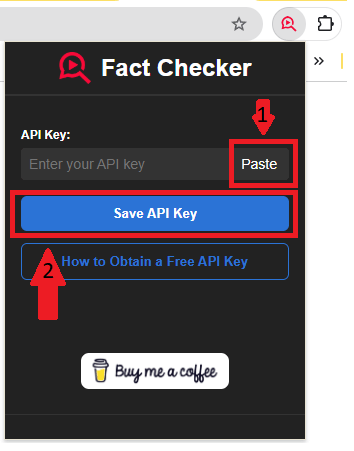 Fact Checker
1
API Key:
Enter your API key
Paste
Save API Key
2
How to Obtain a Free API Key
Buy me a coffee